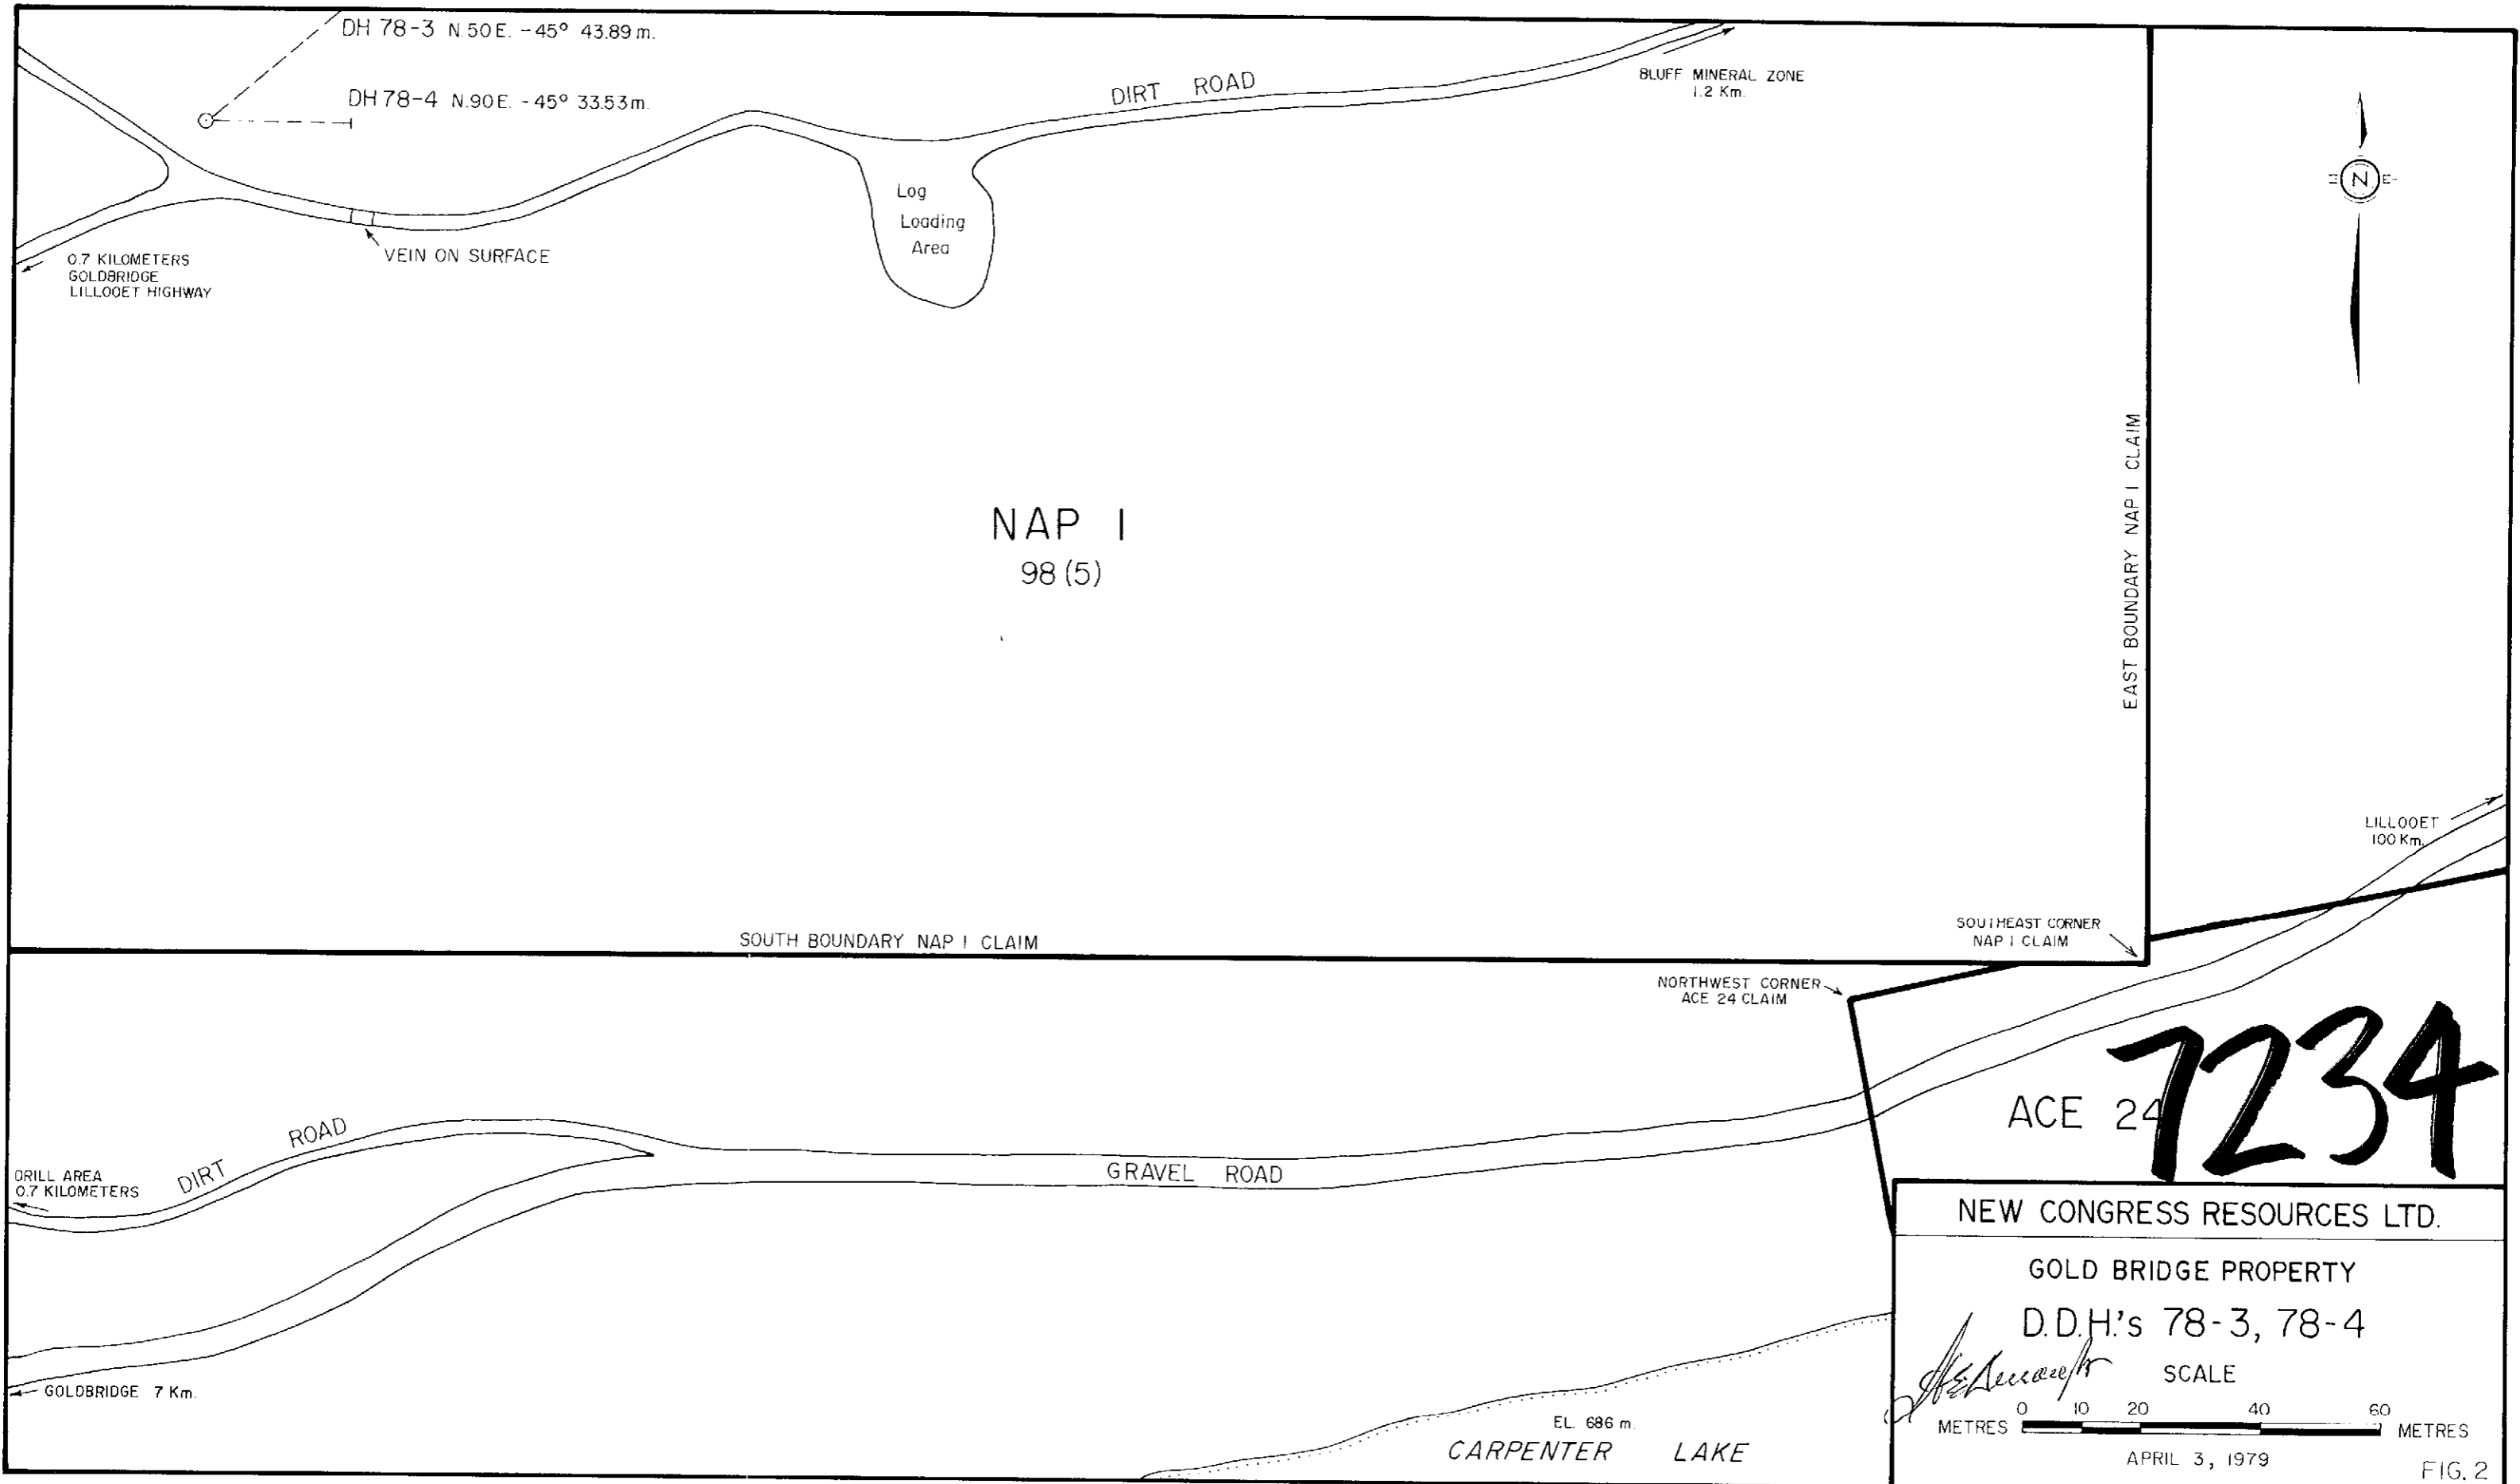 DH 78-3 N.50E. -45° 43.89 m.
DH 78-4 N.90E. -45° 33.53 m.
DIRT ROAD
BLUFF MINERAL ZONE
1.2 Km.
N E
Log
Loading
Area
VEIN ON SURFACE
0.7 KILOMETERS
GOLDBRIDGE
LILLOOET HIGHWAY
NAP 1
98 (5)
EAST BOUNDARY NAP 1 CLAIM
LILLOOET
100 Km.
SOUTH BOUNDARY NAP 1 CLAIM
SOUTHEAST CORNER
NAP 1 CLAIM
NORTHWEST CORNER
ACE 24 CLAIM
7234
ACE 24
DIRT ROAD
DRILL AREA
0.7 KILOMETERS
GRAVEL ROAD
GOLDBRIDGE 7 Km.
EL. 686 m.
CARPENTER LAKE
NEW CONGRESS RESOURCES LTD.
GOLD BRIDGE PROPERTY
D.D.H.'s 78-3, 78-4
SCALE
0 10 20 40 60
METRES METRES
APRIL 3, 1979
FIG. 2